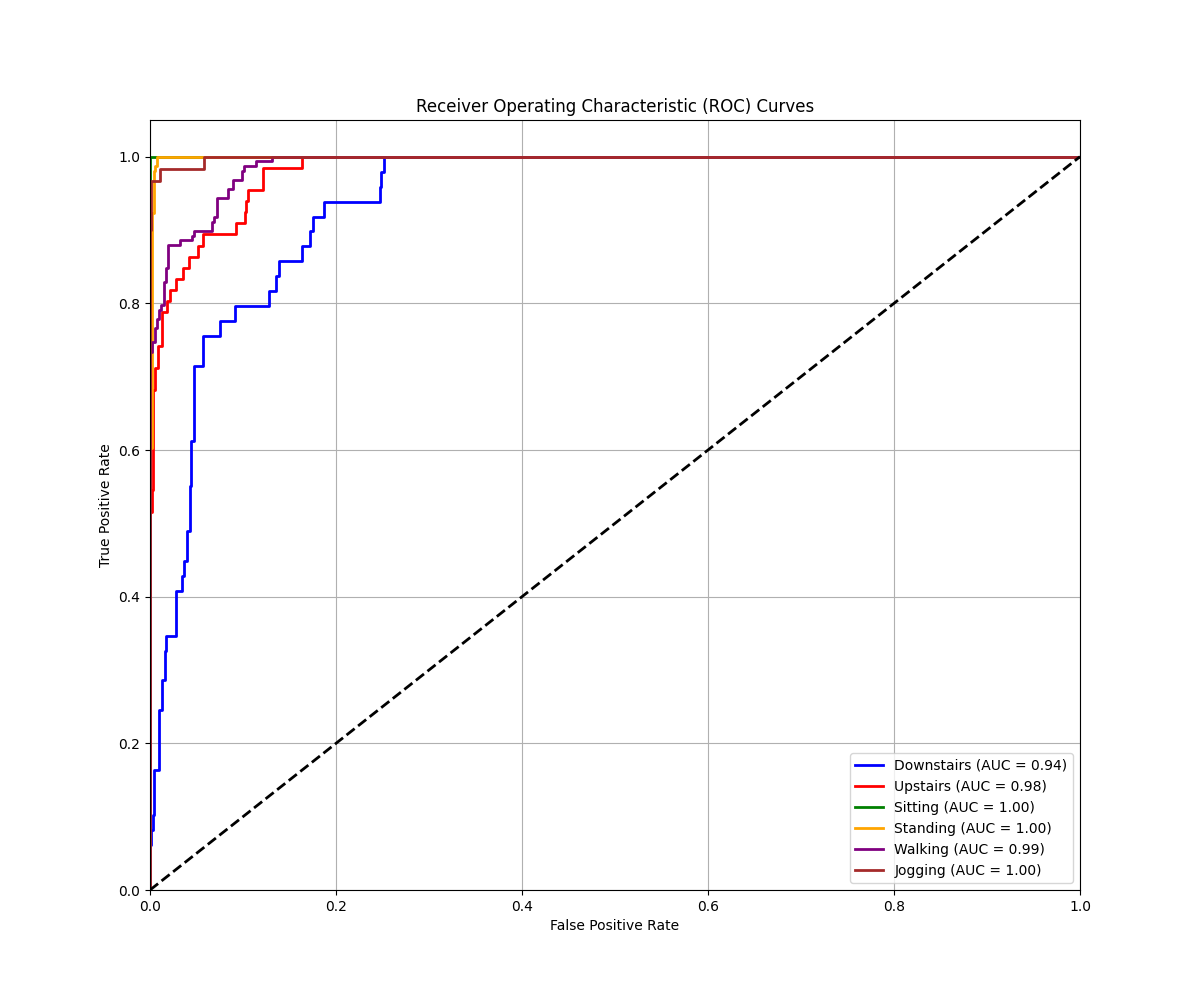 Receiver Operating Characteristic (ROC) Curves
True Positive Rate
1.0
0.8
0.6
0.4
0.2
0.0
0.0 0.2 0.4 0.6 0.8 1.0
False Positive Rate
Downstairs (AUC = 0.94)
Upstairs (AUC = 0.98)
Sitting (AUC = 1.00)
Standing (AUC = 1.00)
Walking (AUC = 0.99)
Jogging (AUC = 1.00)